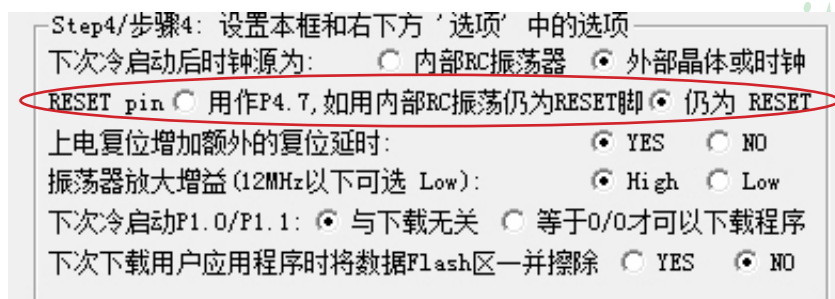 Step4/步骤4: 设置本框和右下方 '选项' 中的选项
下次冷启动后时钟源为: 内部RC振荡器 外部晶体或时钟
RESET pin 用作P4.7,如用内部RC振荡仍为RESET脚 仍为 RESET
上电复位增加额外的复位延时: YES NO
振荡器放大增益(12MHz以下可选 Low): High Low
下次冷启动P1.0/P1.1: 与下载无关 等于0/0才可以下载程序
下次下载用户应用程序时将数据Flash区一并擦除 YES NO